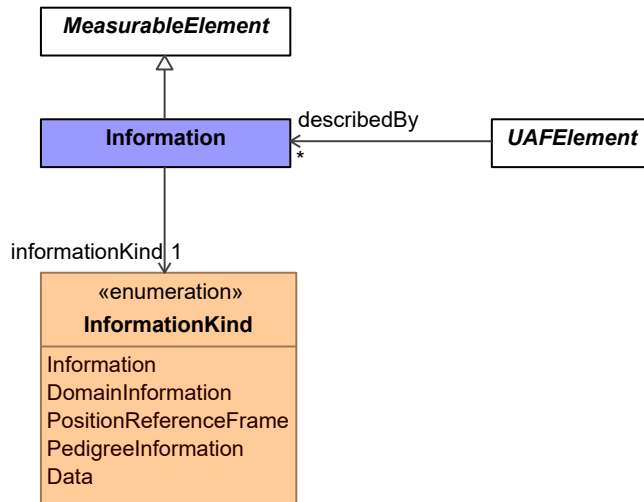 MeasurableElement
Information
describedBy
*
UAFElement
informationKind 1
«enumeration»
InformationKind
Information
DomainInformation
PositionReferenceFrame
PedigreeInformation
Data